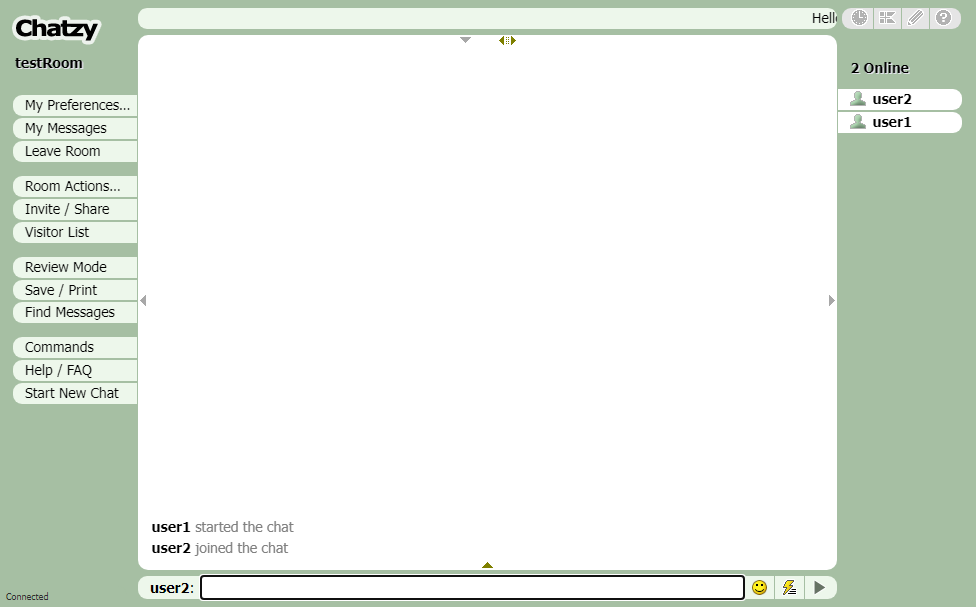 Chatzy
testRoom
My Preferences...
My Messages
Leave Room
Room Actions...
Invite / Share
Visitor List
Review Mode
Save / Print
Find Messages
Commands
Help / FAQ
Start New Chat
Connected
Hello
user1 started the chat
user2 joined the chat
user2:
2 Online
user2
user1